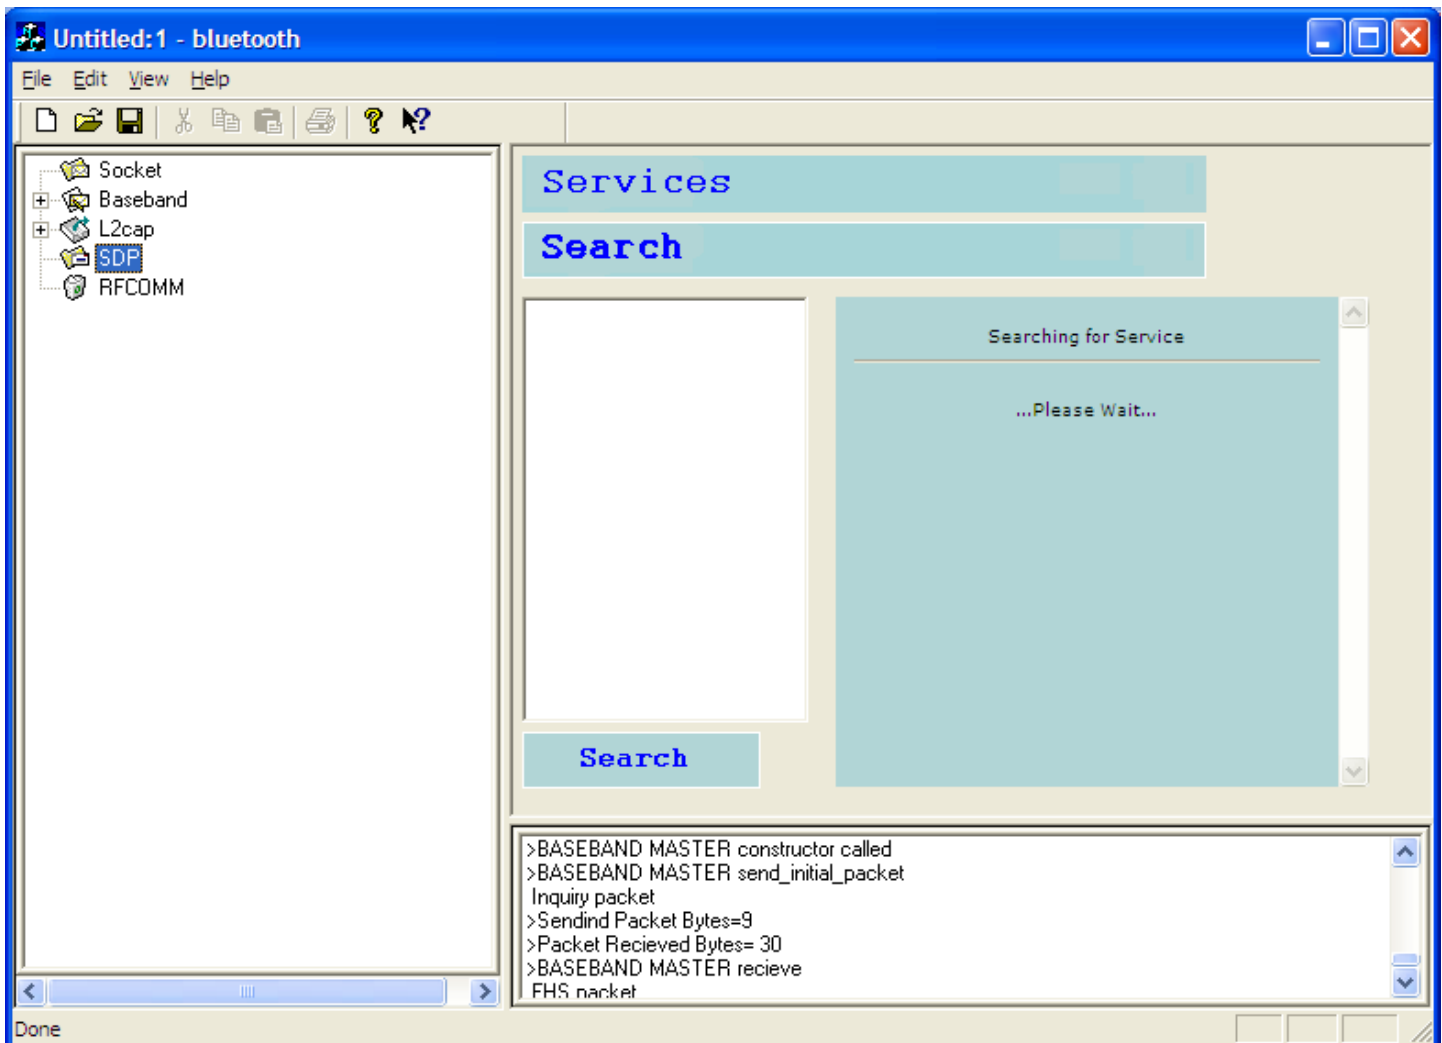 Untitled:1 - bluetooth
File Edit View Help
Socket
Baseband
L2cap
SDP
RFCOMM
Services
Search
Searching for Service
...Please Wait...
Search
>BASEBAND MASTER constructor called
>BASEBAND MASTER send_initial_packet
Inquiry packet
>Sendind Packet Bytes=9
>Packet Recieved Bytes= 30
>BASEBAND MASTER recieve
FHS packet
Done